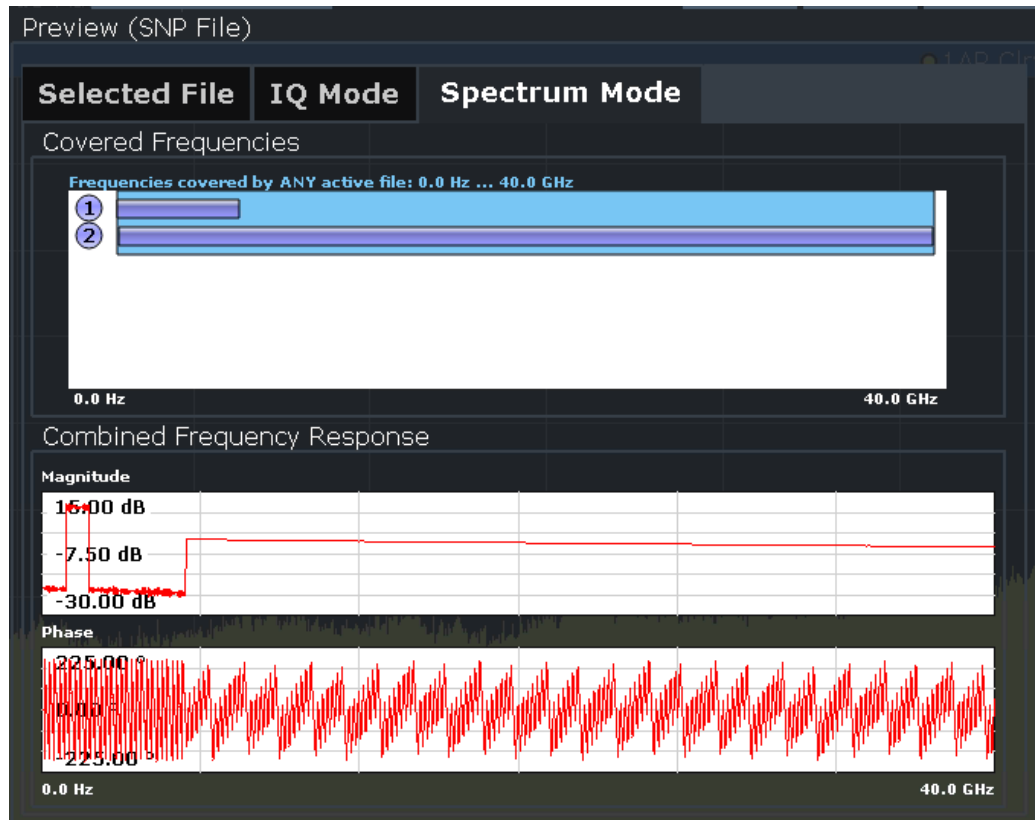 Preview (SNP File)
Selected File IQ Mode Spectrum Mode
Covered Frequencies
Frequencies covered by ANY active file: 0.0 Hz ... 40.0 GHz
1
2
0.0 Hz 40.0 GHz
Combined Frequency Response
Magnitude
15.00 dB
-7.50 dB
-30.00 dB
Phase
225.00 °
0.00 °
-225.00 °
0.0 Hz 40.0 GHz